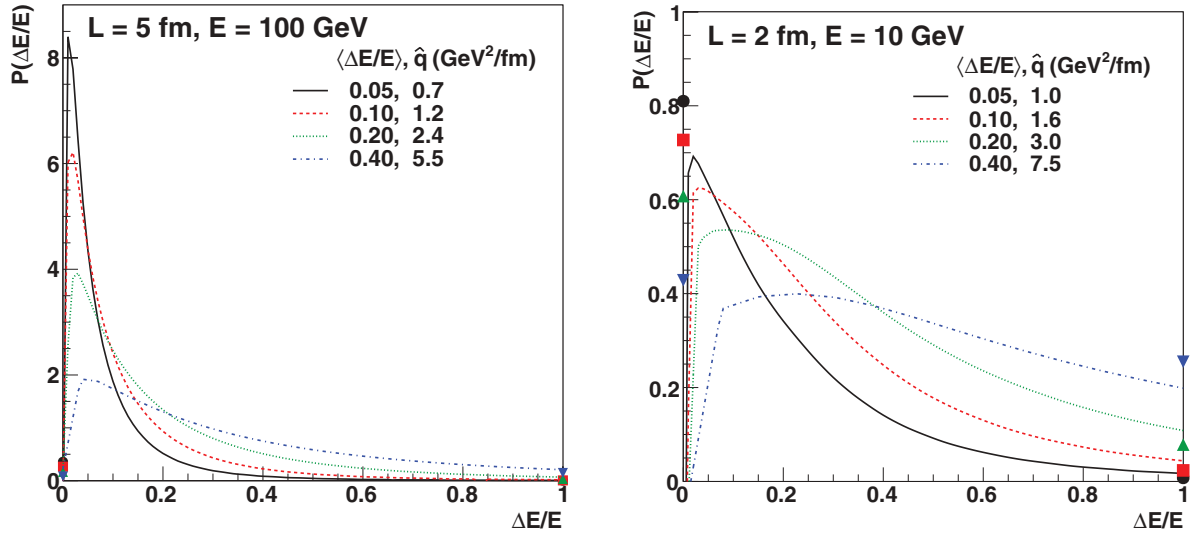 L = 5 fm, E = 100 GeV
P(ΔE/E)
⟨ΔE/E⟩, q̂ (GeV²/fm)
0.05, 0.7
0.10, 1.2
0.20, 2.4
0.40, 5.5
8
6
4
2
0
0 0.2 0.4 0.6 0.8 1
ΔE/E
L = 2 fm, E = 10 GeV
P(ΔE/E)
⟨ΔE/E⟩, q̂ (GeV²/fm)
0.05, 1.0
0.10, 1.6
0.20, 3.0
0.40, 7.5
1
0.8
0.6
0.4
0.2
0
0 0.2 0.4 0.6 0.8 1
ΔE/E